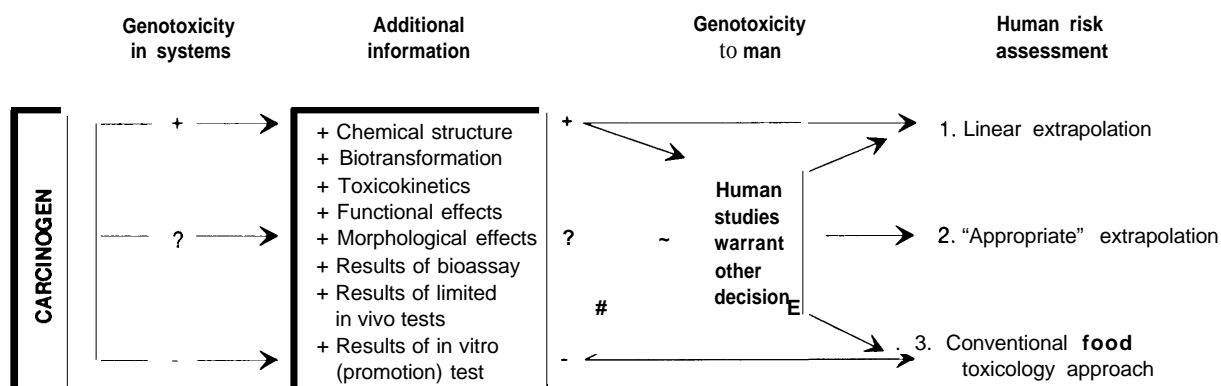 Genotoxicity
in systems
Additional
information
Genotoxicity
to man
Human risk
assessment
CARCINOGEN
+
?
-
+ Chemical structure
+ Biotransformation
+ Toxicokinetics
+ Functional effects
+ Morphological effects
+ Results of bioassay
+ Results of limited
in vivo tests
+ Results of in vitro
(promotion) test
+
?
~
#
-
Human
studies
warrant
other
decision
E
1. Linear extrapolation
2. “Appropriate” extrapolation
. 3. Conventional food
toxicology approach